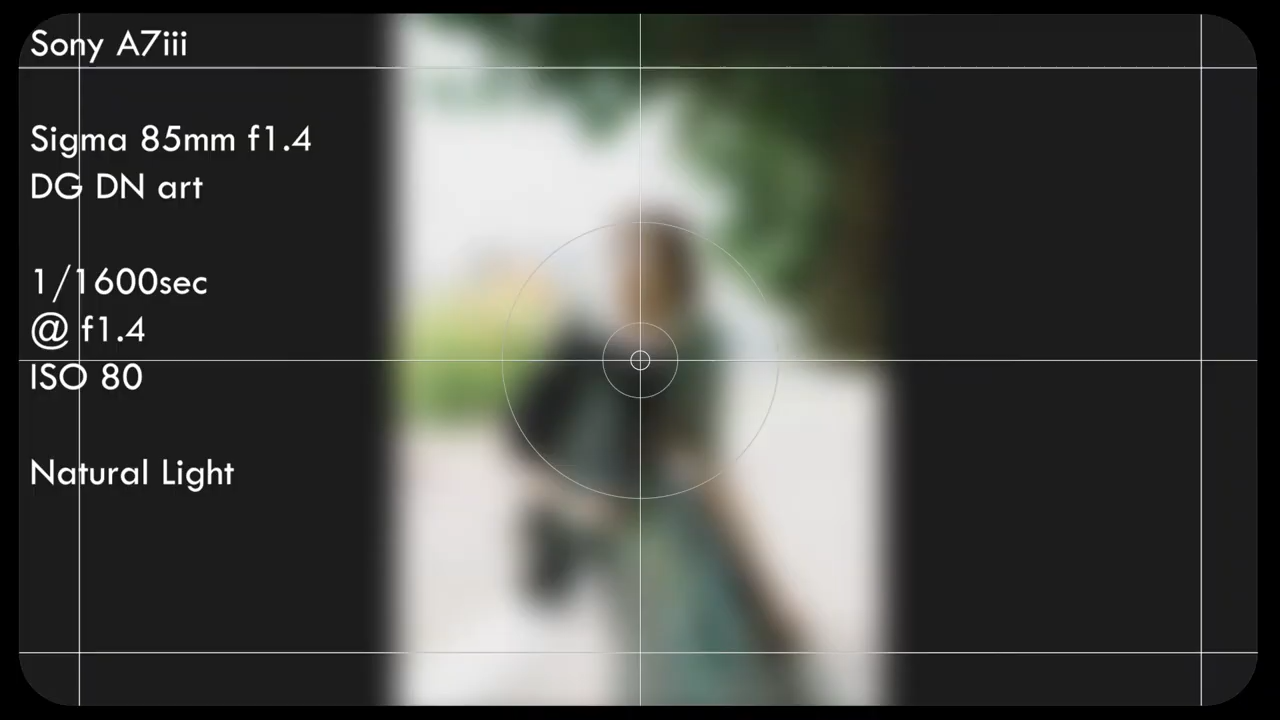 Sony A7iii
Sigma 85mm f1.4
DG DN art
1/1600sec
@ f1.4
ISO 80
Natural Light